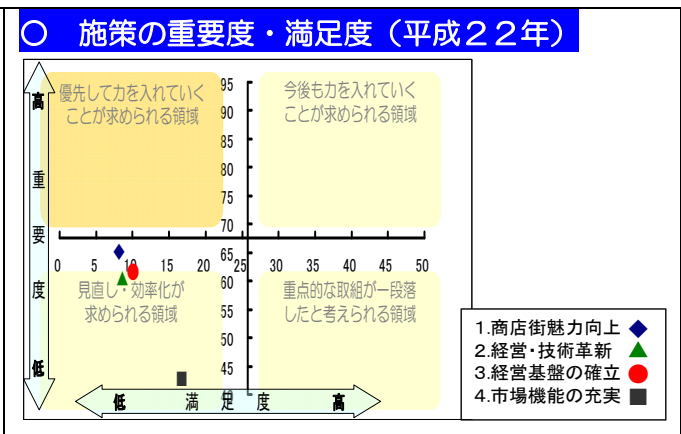 ○ 施策の重要度・満足度（平成２２年）
高
重
要
度
低
優先して力を入れていく
ことが求められる領域
今後も力を入れていく
ことが求められる領域
95
90
85
80
75
70
65
60
55
50
45
40
0 5 10 15 20 25 30 35 40 45 50
見直し・効率化が
求められる領域
重点的な取組が一段落
したと考えられる領域
低 満 足 度 高
1.商店街魅力向上
2.経営・技術革新
3.経営基盤の確立
4.市場機能の充実